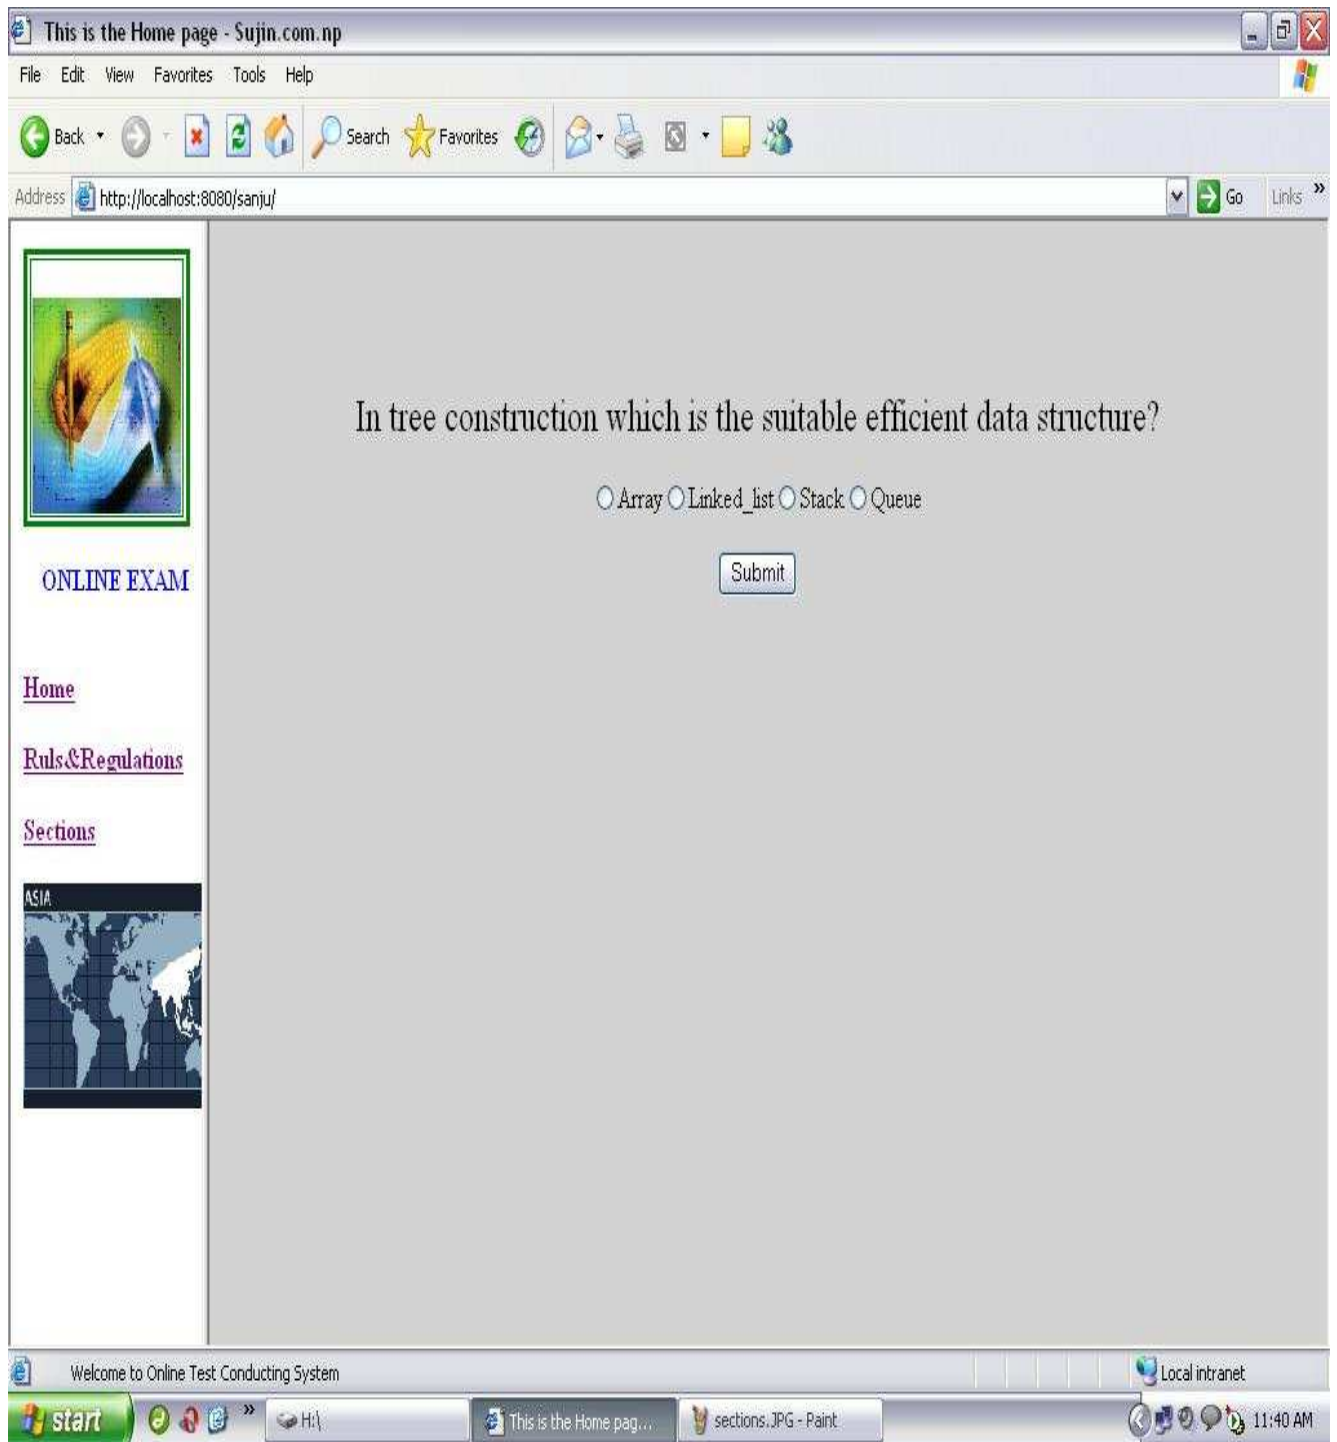 This is the Home page - Sujin.com.np
File Edit View Favorites Tools Help
Back Search Favorites
Address http://localhost:8080/sanju/ Go Links »
In tree construction which is the suitable efficient data structure?
Array Linked_list Stack Queue
Submit
ONLINE EXAM
Home
Ruls&Regulations
Sections
ASIA
Welcome to Online Test Conducting System Local intranet
start » H:\ This is the Home pag... sections.JPG - Paint 11:40 AM